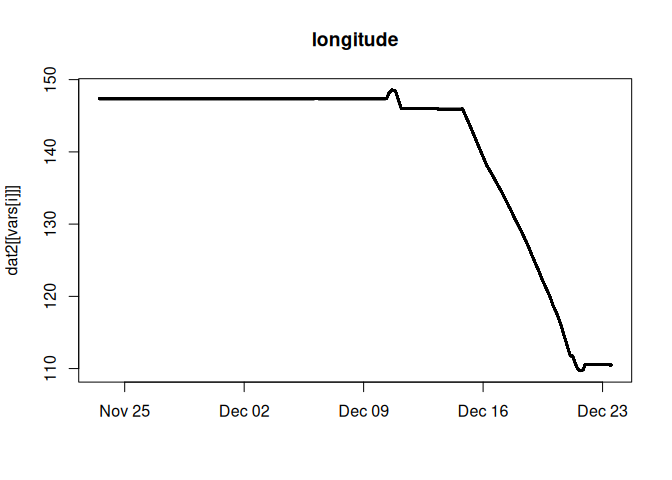 longitude
dat2[[vars[i]]]
150
140
130
120
110
Nov 25
Dec 02
Dec 09
Dec 16
Dec 23